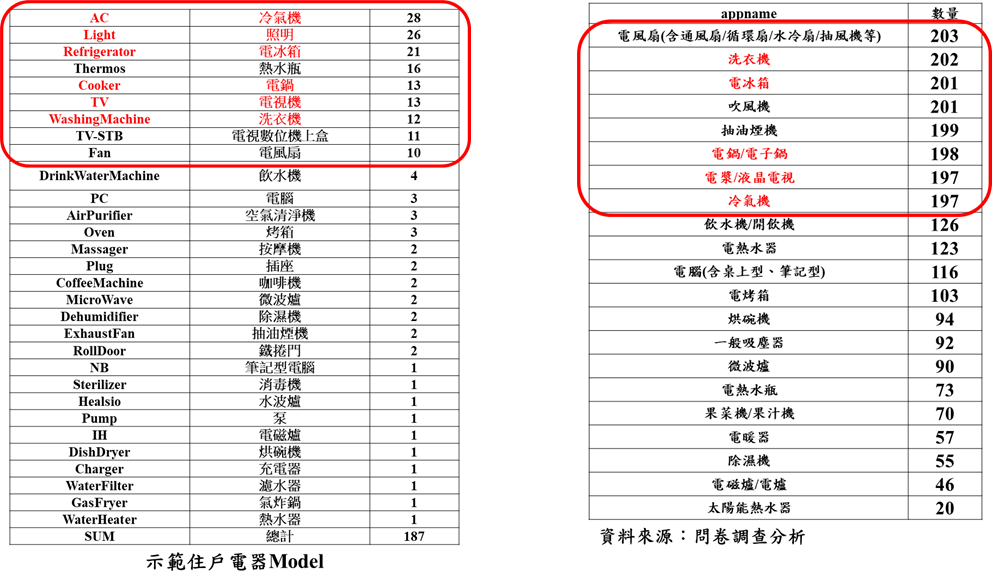 AC 冷氣機 28
Light 照明 26
Refrigerator 電冰箱 21
Thermos 熱水瓶 16
Cooker 電鍋 13
TV 電視機 13
WashingMachine 洗衣機 12
TV-STB 電視數位機上盒 11
Fan 電風扇 10
DrinkWaterMachine 飲水機 4
PC 電腦 3
AirPurifier 空氣清淨機 3
Oven 烤箱 3
Massager 按摩機 2
Plug 插座 2
CoffeeMachine 咖啡機 2
MicroWave 微波爐 2
Dehumidifier 除濕機 2
ExhaustFan 抽油煙機 2
RollDoor 鐵捲門 2
NB 筆記型電腦 1
Sterilizer 消毒機 1
Healsio 水波爐 1
Pump 泵 1
IH 電磁爐 1
DishDryer 烘碗機 1
Charger 充電器 1
WaterFilter 濾水器 1
GasFryer 氣炸鍋 1
WaterHeater 熱水器 1
SUM 總計 187
示範住戶電器Model
appname 數量
電風扇(含通風扇/循環扇/水冷扇/抽風機等) 203
洗衣機 202
電冰箱 201
吹風機 201
抽油煙機 199
電鍋/電子鍋 198
電漿/液晶電視 197
冷氣機 197
飲水機/開飲機 126
電熱水器 123
電腦(含桌上型、筆記型) 116
電烤箱 103
烘碗機 94
一般吸塵器 92
微波爐 90
電熱水瓶 73
果菜機/果汁機 70
電暖器 57
除濕機 55
電磁爐/電爐 46
太陽能熱水器 20
資料來源：問卷調查分析